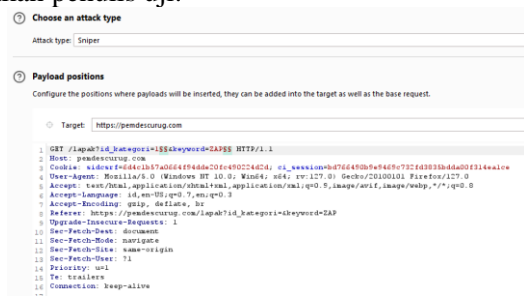 Choose an attack type
Attack type: Sniper
Payload positions
Configure the positions where payloads will be inserted, they can be added into the target as well as the base request.
Target: https://pemdescurug.com
1 GET /lapak?id_kategori=1§§&keyword=ZAP§§ HTTP/1.1
2 Host: pemdescurug.com
3 Cookie:
4 User-Agent: Mozilla/5.0 (Windows NT 10.0; Win64; x64; rv:127.0) Gecko/20100101 Firefox/127.0
5 Accept: text/html,application/xhtml+xml,application/xml;q=0.9,image/avif,image/webp,*/*;q=0.8
6 Accept-Language: id,en-US;q=0.7,en;q=0.3
7 Accept-Encoding: gzip, deflate, br
8 Referer: https://pemdescurug.com/lapak?id_kategori=&keyword=ZAP
9 Upgrade-Insecure-Requests: 1
10 Sec-Fetch-Dest: document
11 Sec-Fetch-Mode: navigate
12 Sec-Fetch-Site: same-origin
13 Sec-Fetch-User: ?1
14 Priority: u=1
15 Te: trailers
16 Connection: keep-alive